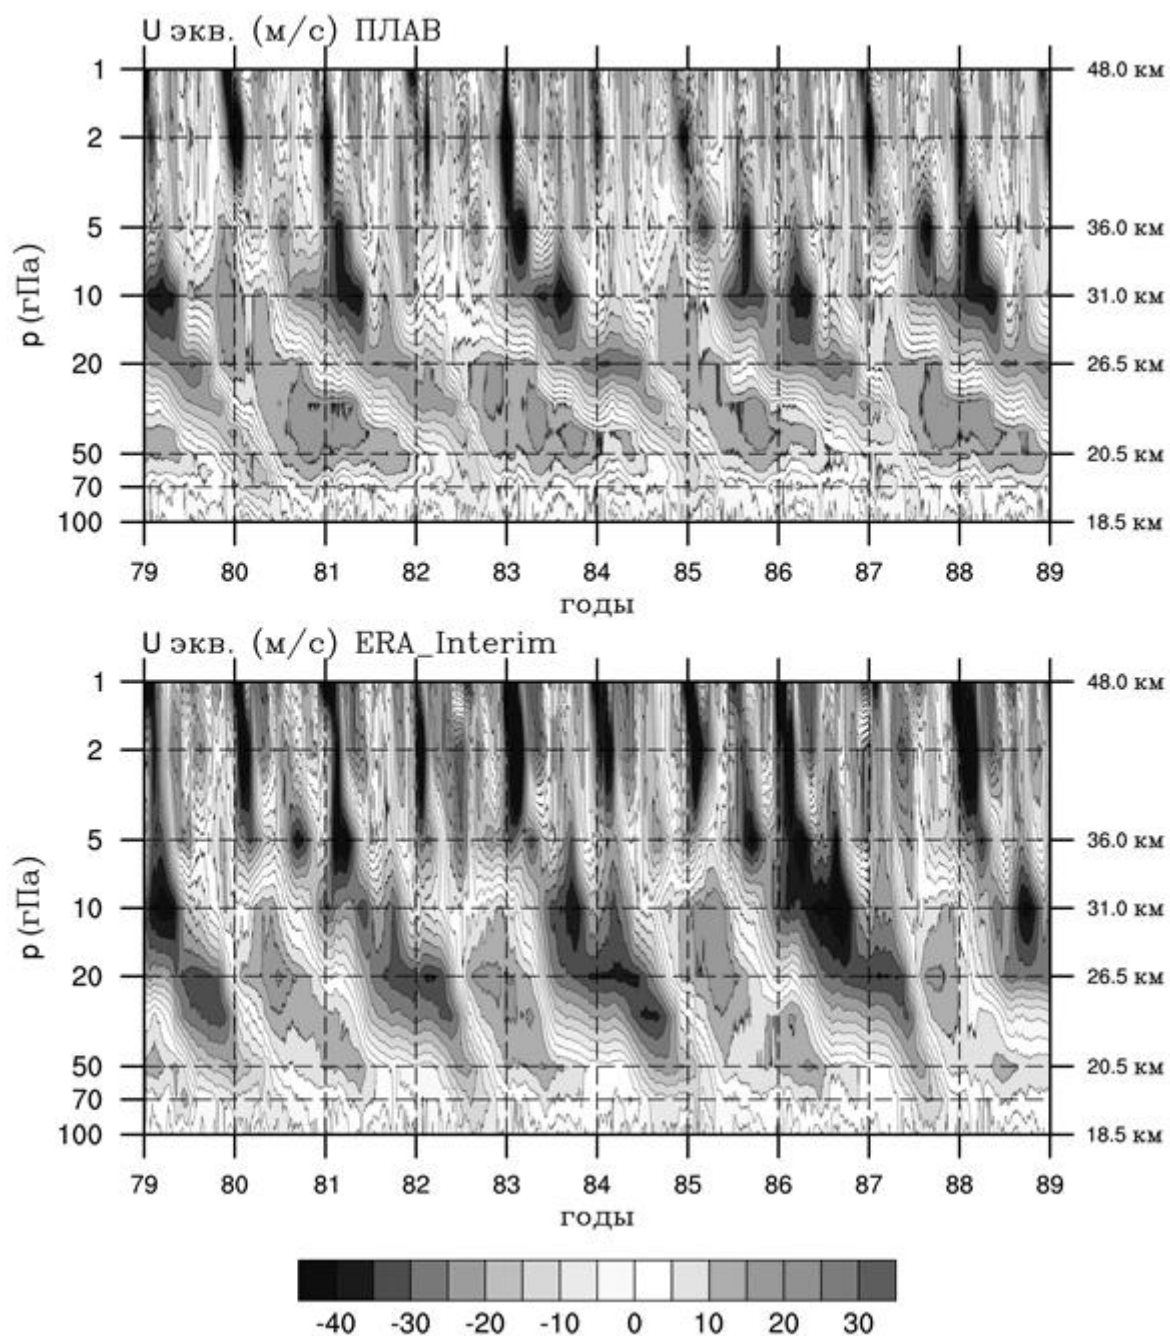 U экв. (м/с) ПЛАВ
1
48.0 км
2
5
36.0 км
10
31.0 км
p (гПа)
20
26.5 км
50
20.5 км
70
100
18.5 км
79 80 81 82 83 84 85 86 87 88 89
годы
U экв. (м/с) ERA_Interim
1
48.0 км
2
5
36.0 км
10
31.0 км
p (гПа)
20
26.5 км
50
20.5 км
70
100
18.5 км
79 80 81 82 83 84 85 86 87 88 89
годы
-40 -30 -20 -10 0 10 20 30